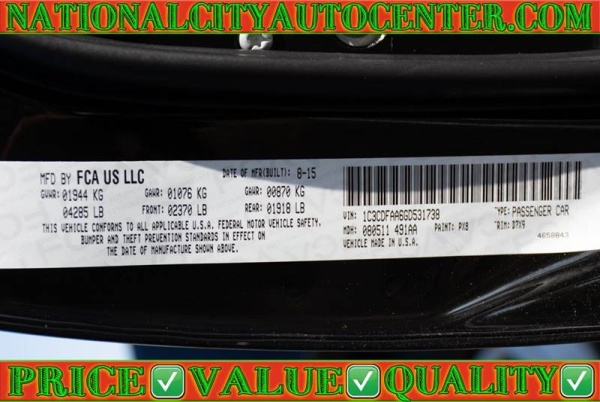 NATIONALCITYAUTOCENTER.COM
MFD BY FCA US LLC DATE OF MFR(BUILT): 8-15
GVWR: 01944 KG GAWR: 01076 KG GAWR: 00870 KG
04285 LB FRONT: 02370 LB REAR: 01918 LB
THIS VEHICLE CONFORMS TO ALL APPLICABLE U.S.A. FEDERAL MOTOR VEHICLE SAFETY,
BUMPER AND THEFT PREVENTION STANDARDS IN EFFECT ON
THE DATE OF MANUFACTURE SHOWN ABOVE.
VIN: 1C3CDFAA6GD531738 TYPE: PASSENGER CAR
MDH: 080511 491AA PAINT: PX8 TRIM: D7X9
4658843
PRICE✅VALUE✅QUALITY✅